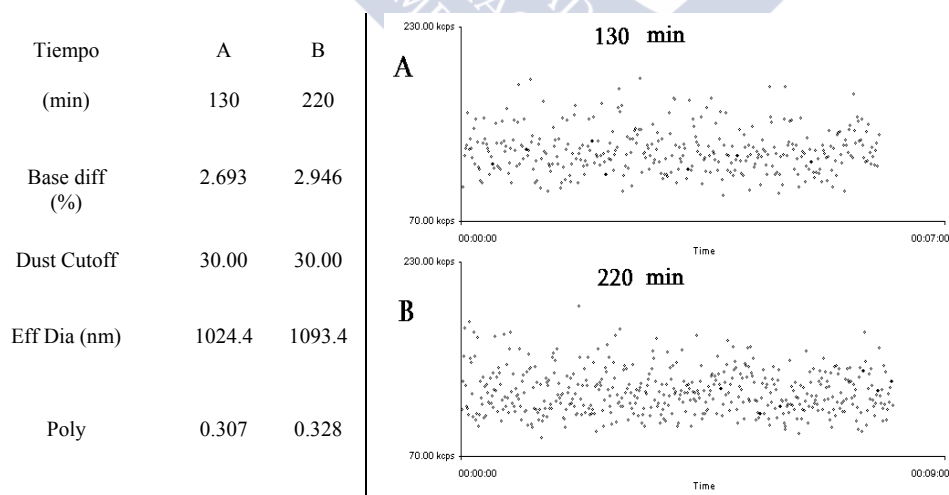 Tiempo A B
(min) 130 220
Base diff 2.693 2.946
(%)
Dust Cutoff 30.00 30.00
Eff Dia (nm) 1024.4 1093.4
Poly 0.307 0.328
230.00 kcps
130 min
A
70.00 kcps
00:00:00 00:07:00
Time
230.00 kcps
220 min
B
70.00 kcps
00:00:00 00:09:00
Time